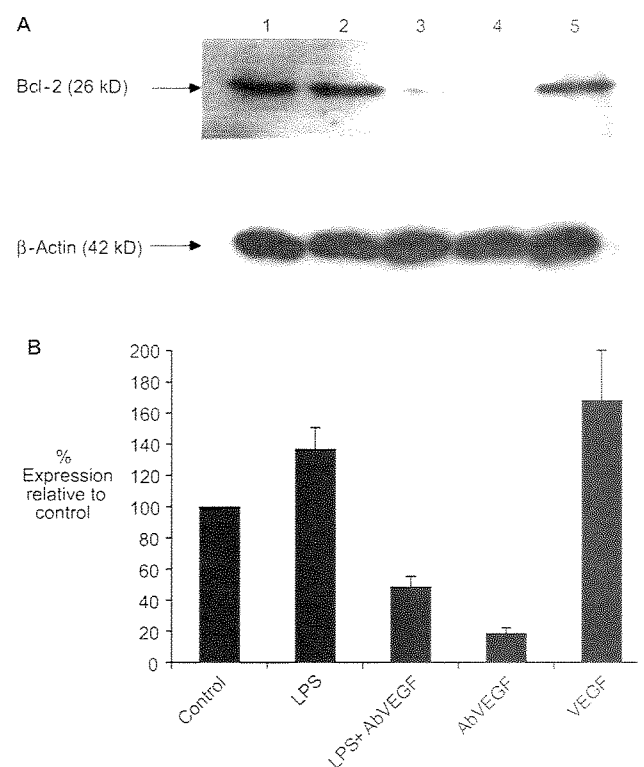 A
1 2 3 4 5
Bcl-2 (26 kD)
β-Actin (42 kD)
B
200
180
160
140
120
100
80
60
40
20
0
%
Expression
relative to
control
Control
LPS
LPS+ AbVEGF
AbVEGF
VEGF